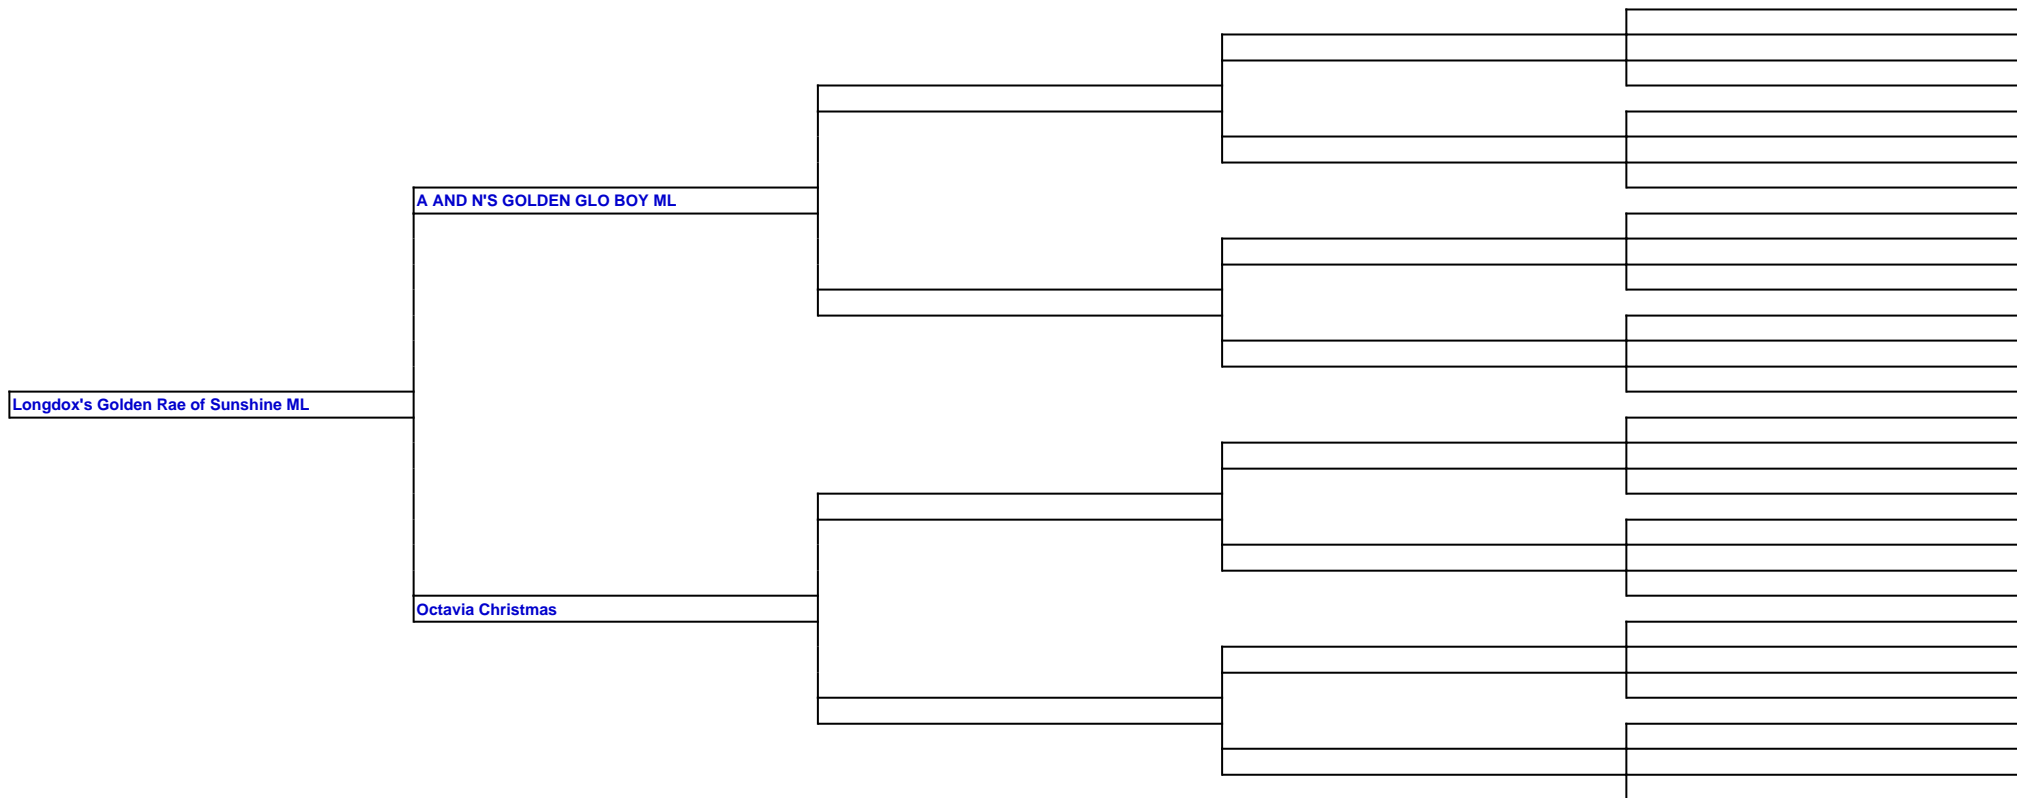 A AND N'S GOLDEN GLO BOY ML
Longdox's Golden Rae of Sunshine ML
Octavia Christmas